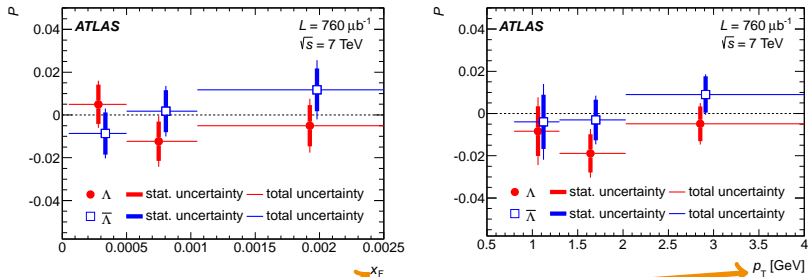 P
ATLAS
L = 760 μb⁻¹
√s = 7 TeV
0.04
0.02
0
-0.02
-0.04
Λ stat. uncertainty total uncertainty
Λ̅ stat. uncertainty total uncertainty
0 0.0005 0.001 0.0015 0.002 0.0025
x_F
P
ATLAS
L = 760 μb⁻¹
√s = 7 TeV
0.04
0.02
0
-0.02
-0.04
Λ stat. uncertainty total uncertainty
Λ̅ stat. uncertainty total uncertainty
0.5 1 1.5 2 2.5 3 3.5 4
p_T [GeV]